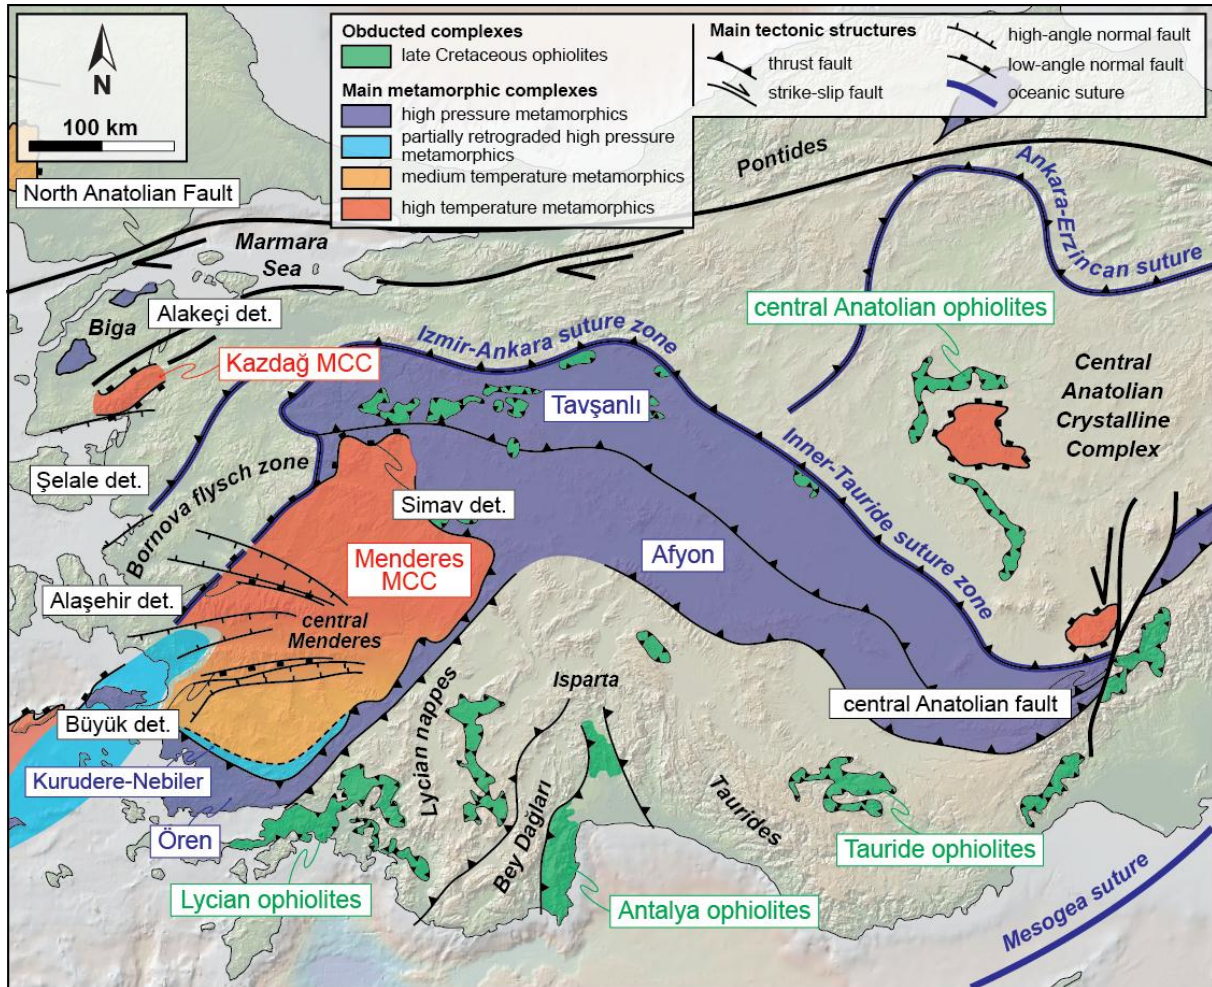 N
100 km
Obducted complexes
late Cretaceous ophiolites
Main metamorphic complexes
high pressure metamorphics
partially retrograded high pressure
metamorphics
medium temperature metamorphics
high temperature metamorphics
Main tectonic structures
thrust fault
strike-slip fault
high-angle normal fault
low-angle normal fault
oceanic suture
North Anatolian Fault
Marmara
Sea
Pontides
Ankara-Erzincan suture
Alakeçi det.
Biga
Kazdağ MCC
Izmir-Ankara suture zone
central Anatolian ophiolites
Tavşanlı
Central
Anatolian
Crystalline
Complex
Inner-Tauride suture zone
Şelale det.
Bornova flysch zone
Simav det.
Menderes
MCC
Afyon
Alaşehir det.
central
Menderes
Büyük det.
Kurudere-Nebiler
Ören
Lycian nappes
Isparta
central Anatolian fault
Bey Dağları
Taurides
Lycian ophiolites
Antalya ophiolites
Tauride ophiolites
Mesogea suture